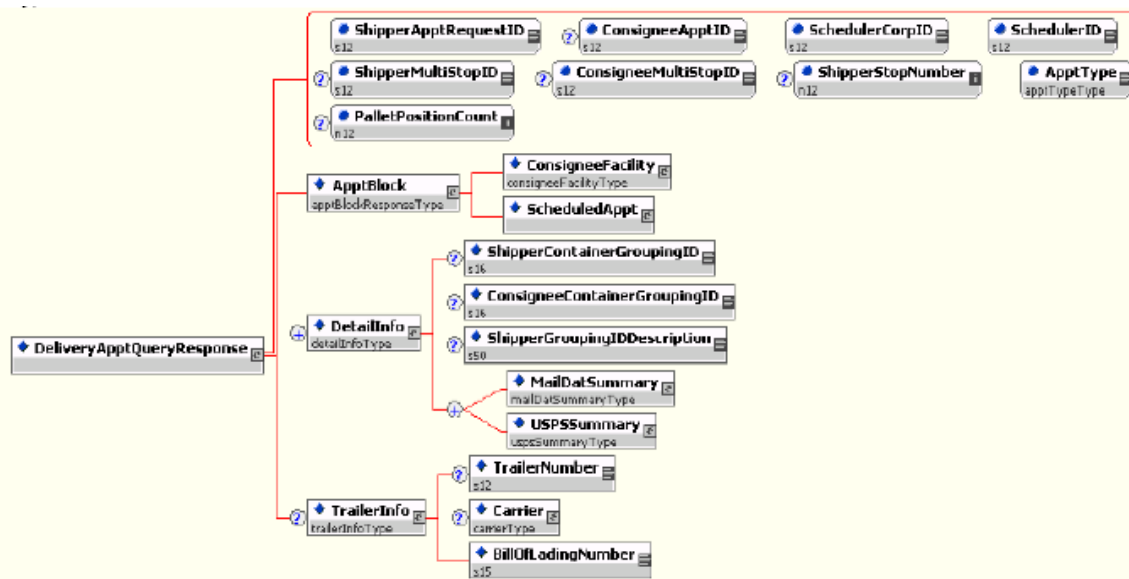 ShipperApptRequestID
s12
? ConsigneeApptID
s12
SchedulerCorpID
s12
SchedulerID
s12
? ShipperMultiStopID
s12
? ConsigneeMultiStopID
s12
? ShipperStopNumber
n12
ApptType
apptTypeType
? PalletPositionCount
n12
ApptBlock
apptBlockResponseType
ConsigneeFacility
consigneeFacilityType
ScheduledAppt
? ShipperContainerGroupingID
s16
? ConsigneeContainerGroupingID
s16
? ShipperGroupingIDDescription
s50
DeliveryApptQueryResponse
+ DetailInfo
detailInfoType
+
MailDatSummary
mailDatSummaryType
USPSSummary
uspsSummaryType
? TrailerInfo
trailerInfoType
? TrailerNumber
s12
? Carrier
carrierType
BillOfLadingNumber
s15